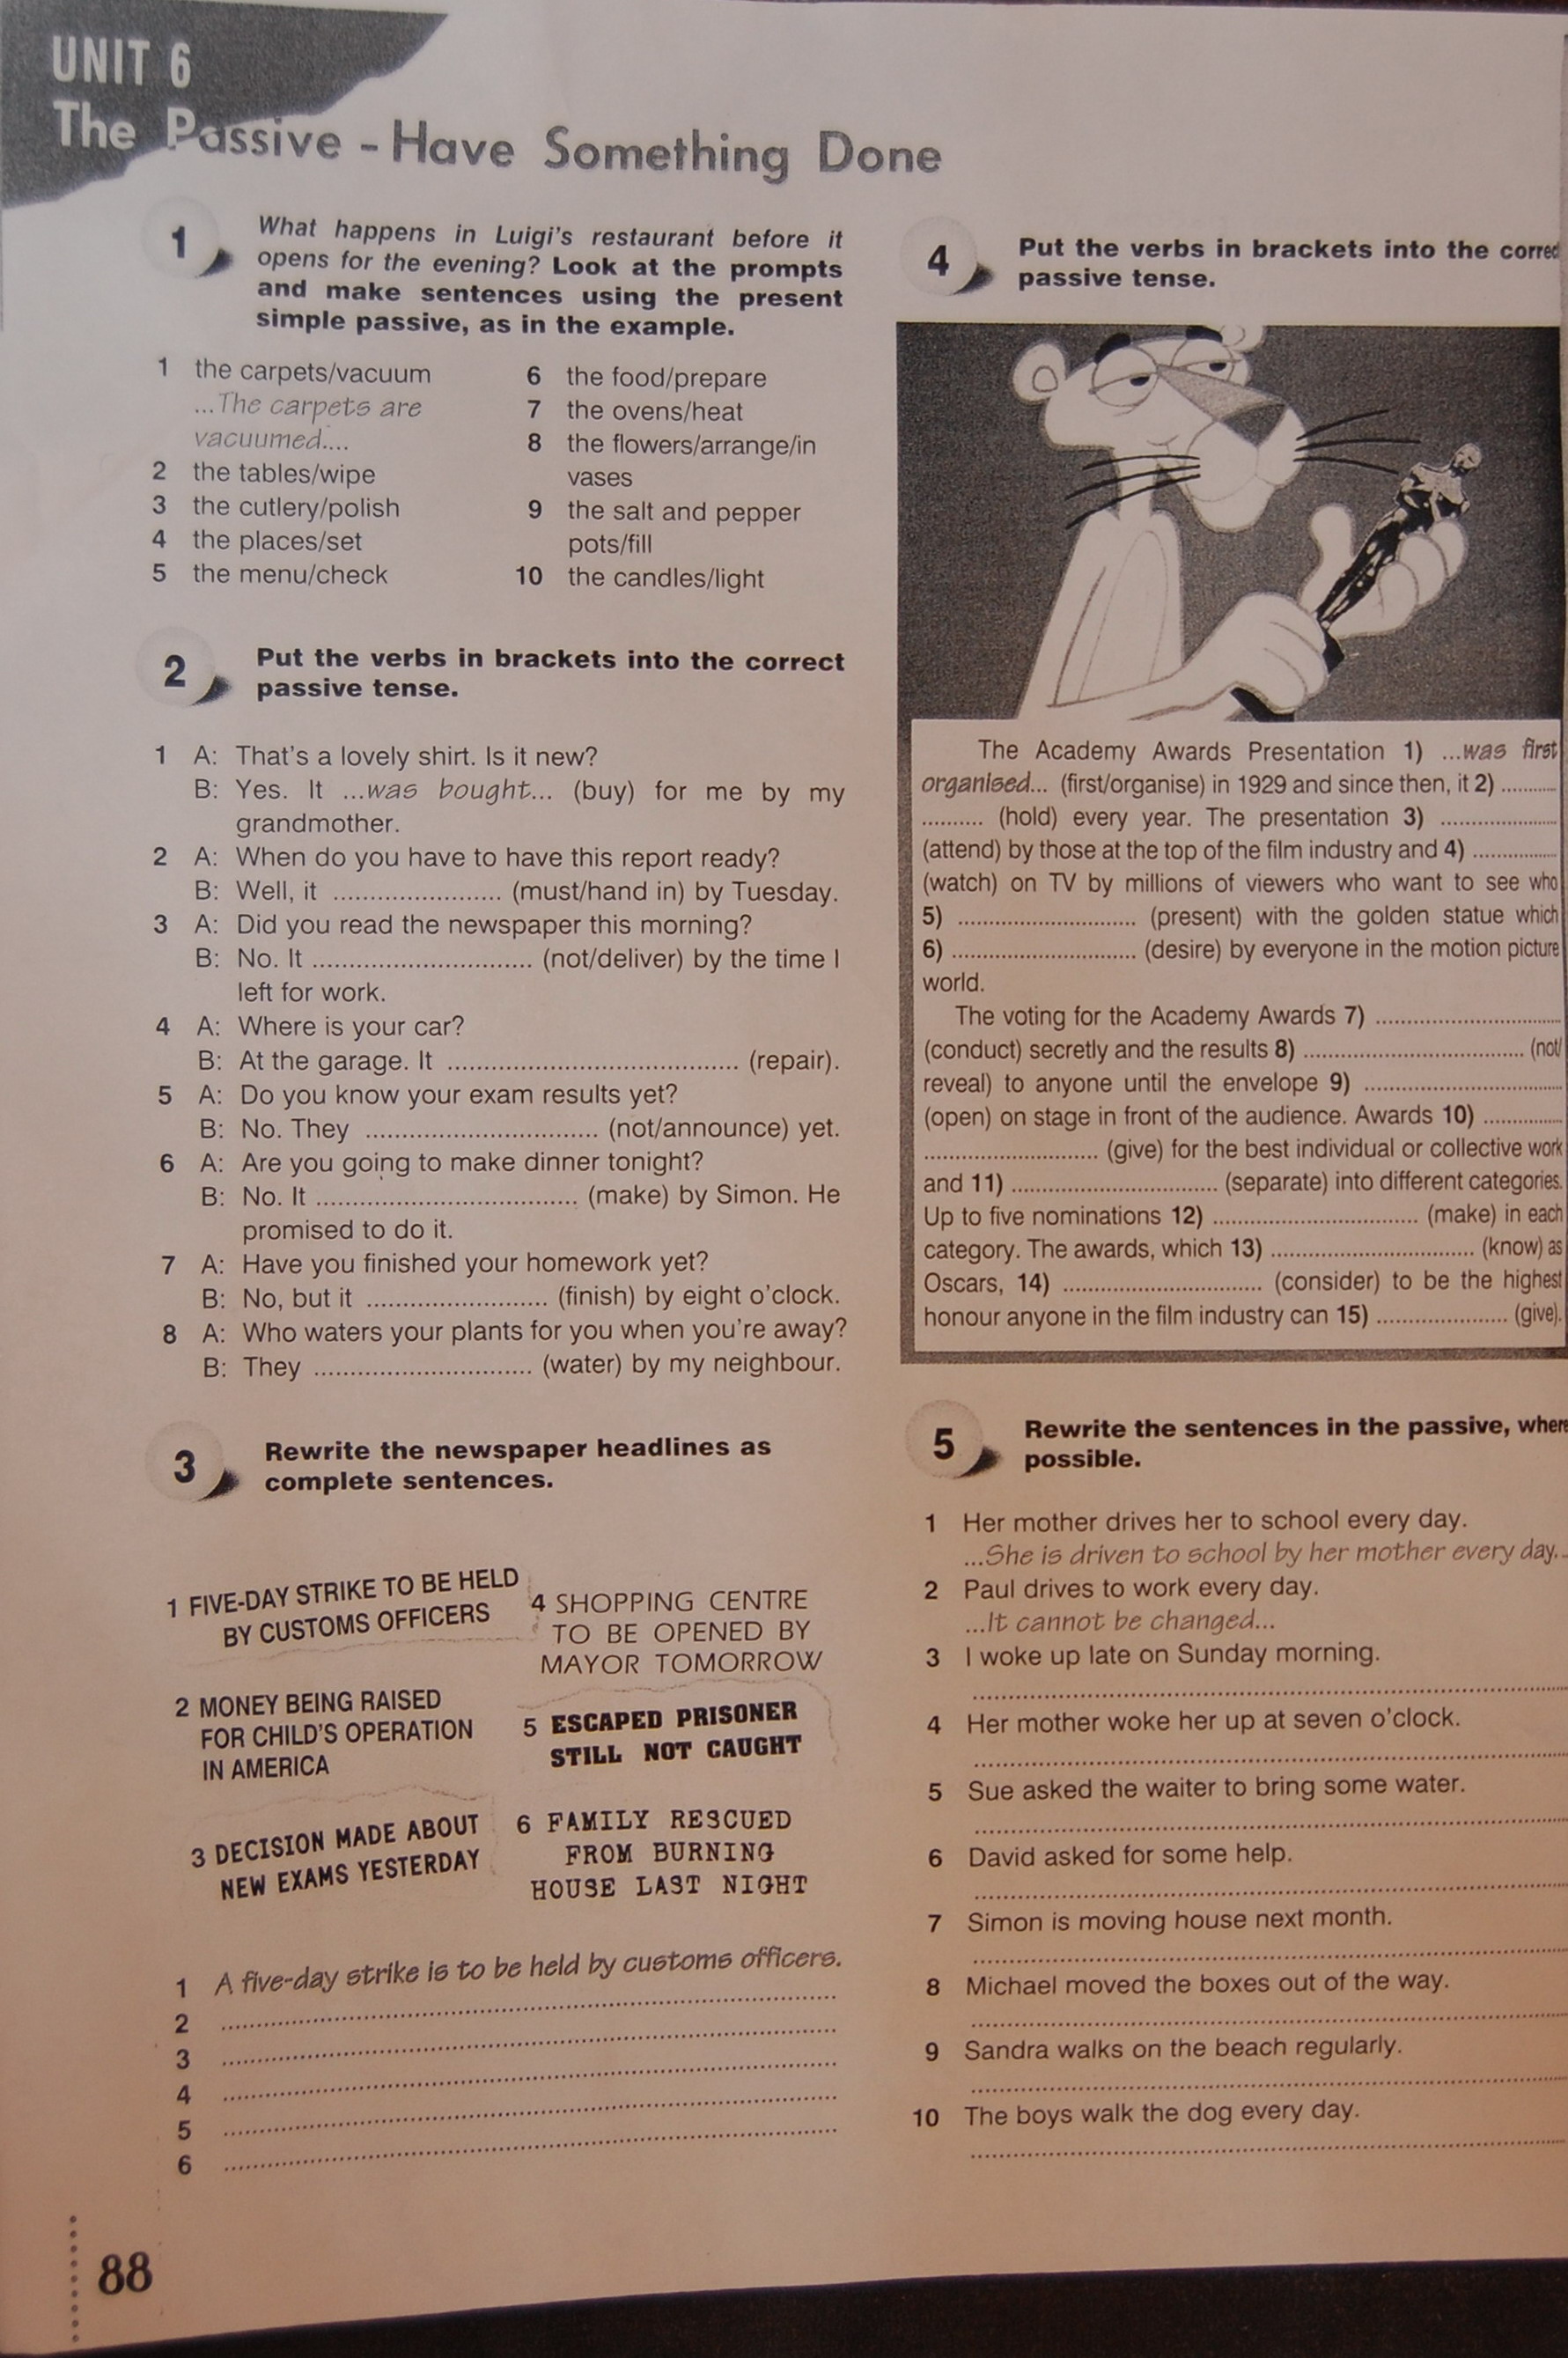 UNIT 6
The Passive - Have Something Done
1
What happens in Luigi's restaurant before it
opens for the evening? Look at the prompts
and make sentences using the present
simple passive, as in the example.
1 the carpets/vacuum
...The carpets are
vacuumed....
2 the tables/wipe
3 the cutlery/polish
4 the places/set
5 the menu/check
6 the food/prepare
7 the ovens/heat
8 the flowers/arrange/in
vases
9 the salt and pepper
pots/fill
10 the candles/light
2
Put the verbs in brackets into the correct
passive tense.
1 A: That's a lovely shirt. Is it new?
B: Yes. It ...was bought... (buy) for me by my
grandmother.
2 A: When do you have to have this report ready?
B: Well, it ....................... (must/hand in) by Tuesday.
3 A: Did you read the newspaper this morning?
B: No. It .............................. (not/deliver) by the time I
left for work.
4 A: Where is your car?
B: At the garage. It ........................................ (repair).
5 A: Do you know your exam results yet?
B: No. They ................................ (not/announce) yet.
6 A: Are you going to make dinner tonight?
B: No. It .................................... (make) by Simon. He
promised to do it.
7 A: Have you finished your homework yet?
B: No, but it ......................... (finish) by eight o'clock.
8 A: Who waters your plants for you when you're away?
B: They .............................. (water) by my neighbour.
3
Rewrite the newspaper headlines as
complete sentences.
1 FIVE-DAY STRIKE TO BE HELD
BY CUSTOMS OFFICERS
2 MONEY BEING RAISED
FOR CHILD'S OPERATION
IN AMERICA
3 DECISION MADE ABOUT
NEW EXAMS YESTERDAY
4 SHOPPING CENTRE
TO BE OPENED BY
MAYOR TOMORROW
5 ESCAPED PRISONER
STILL NOT CAUGHT
6 FAMILY RESCUED
FROM BURNING
HOUSE LAST NIGHT
1 A five-day strike is to be held by customs officers.
2 ....................
3 ....................
4 ....................
5 ....................
6 ....................
88
4
Put the verbs in brackets into the correc
passive tense.
The Academy Awards Presentation 1) ...was first
organised... (first/organise) in 1929 and since then, it 2) ...........
.......... (hold) every year. The presentation 3) ....................
(attend) by those at the top of the film industry and 4) ...............
(watch) on TV by millions of viewers who want to see who
5) .............................. (present) with the golden statue which
6) .............................. (desire) by everyone in the motion picture
world.
The voting for the Academy Awards 7) ..............................
(conduct) secretly and the results 8) ..................................... (not/
reveal) to anyone until the envelope 9) .................................
(open) on stage in front of the audience. Awards 10) .............
............................. (give) for the best individual or collective work
and 11) .................................. (separate) into different categories.
Up to five nominations 12) .................................. (make) in each
category. The awards, which 13) .................................. (know) as
Oscars, 14) ................................. (consider) to be the highest
honour anyone in the film industry can 15) ...................... (give).
5
Rewrite the sentences in the passive, where
possible.
1 Her mother drives her to school every day.
...She is driven to school by her mother every day...
2 Paul drives to work every day.
...It cannot be changed...
3 I woke up late on Sunday morning.
....................
4 Her mother woke her up at seven o'clock.
....................
5 Sue asked the waiter to bring some water.
....................
6 David asked for some help.
....................
7 Simon is moving house next month.
....................
8 Michael moved the boxes out of the way.
....................
9 Sandra walks on the beach regularly.
....................
10 The boys walk the dog every day.
....................